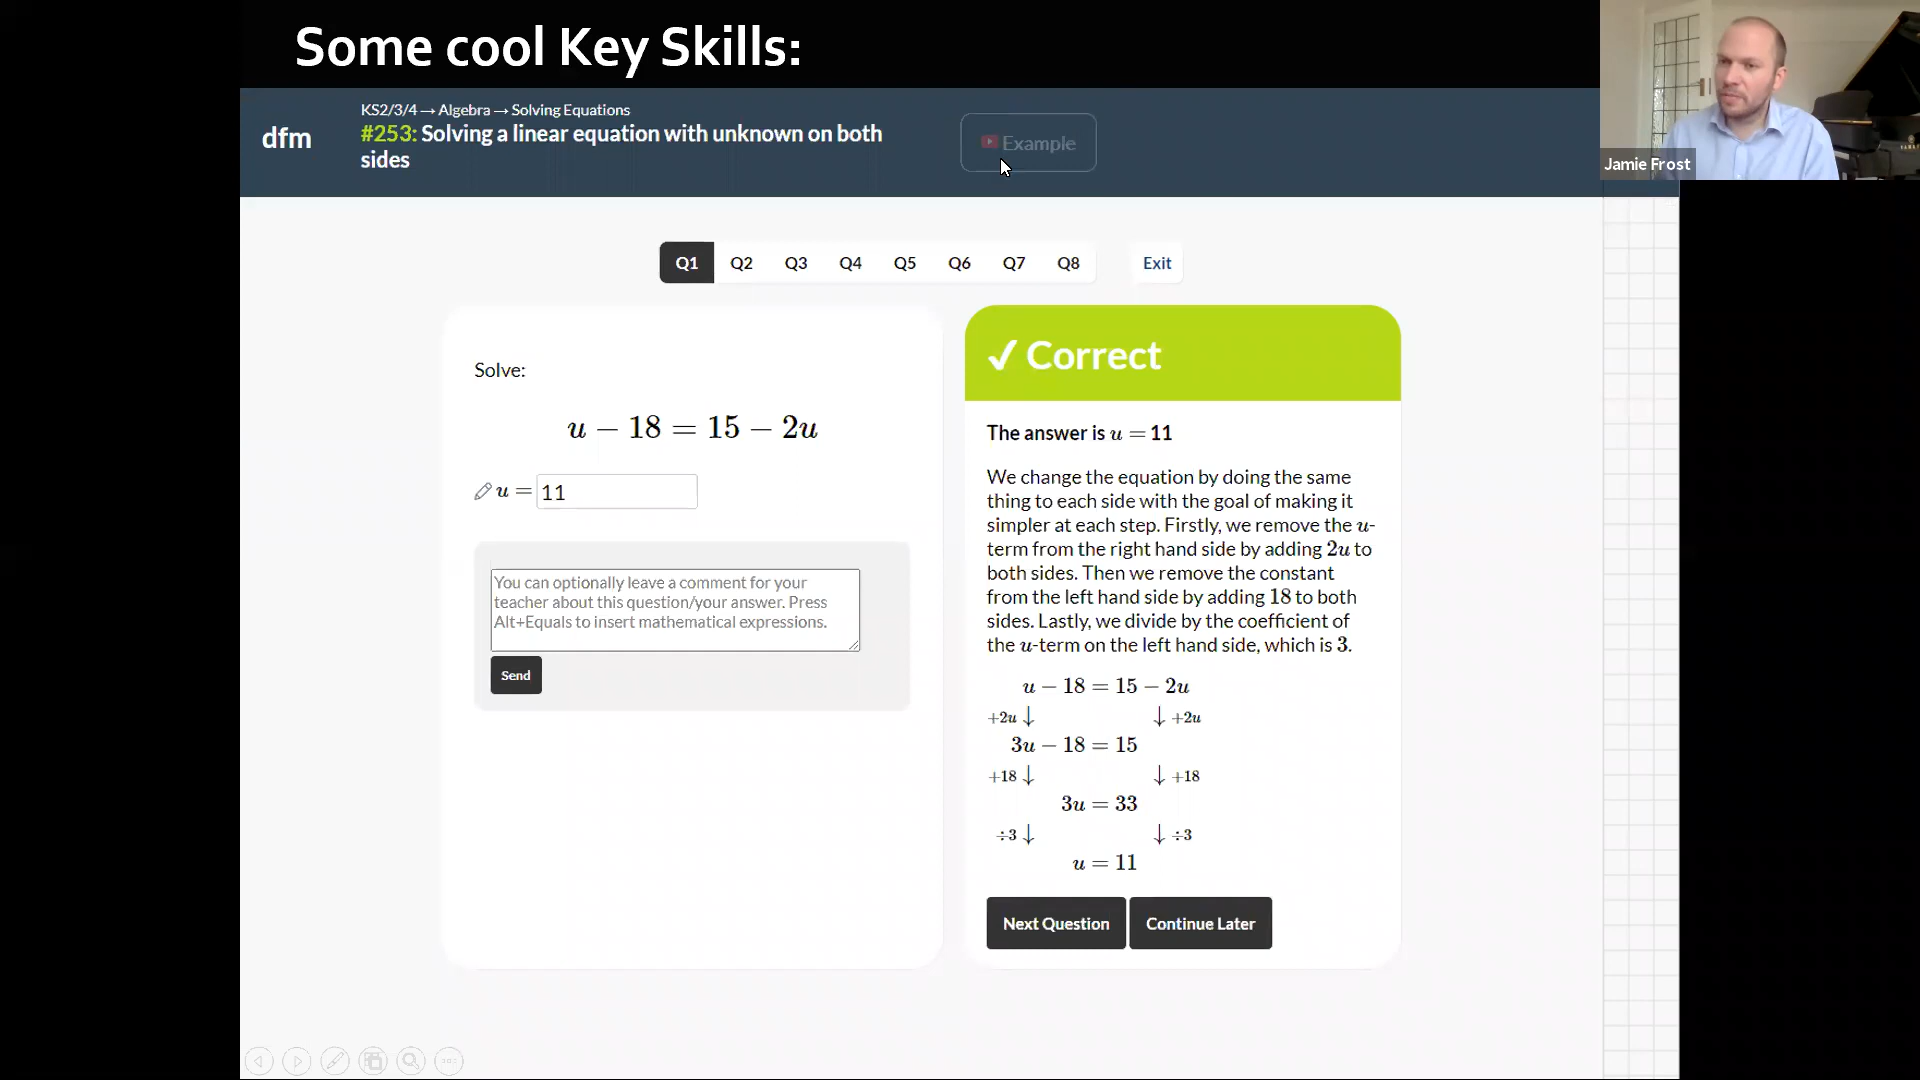 Some cool Key Skills:
dfm
KS2/3/4 → Algebra → Solving Equations
#253: Solving a linear equation with unknown on both
sides
Example
Jamie Frost
Q1 Q2 Q3 Q4 Q5 Q6 Q7 Q8 Exit
Solve:
u − 18 = 15 − 2u
u = 11
You can optionally leave a comment for your
teacher about this question/your answer. Press
Alt+Equals to insert mathematical expressions.
Send
✓ Correct
The answer is u = 11
We change the equation by doing the same
thing to each side with the goal of making it
simpler at each step. Firstly, we remove the u-
term from the right hand side by adding 2u to
both sides. Then we remove the constant
from the left hand side by adding 18 to both
sides. Lastly, we divide by the coefficient of
the u-term on the left hand side, which is 3.
u − 18 = 15 − 2u
+2u ↓ ↓ +2u
3u − 18 = 15
+18 ↓ ↓ +18
3u = 33
÷3 ↓ ↓ ÷3
u = 11
Next Question Continue Later